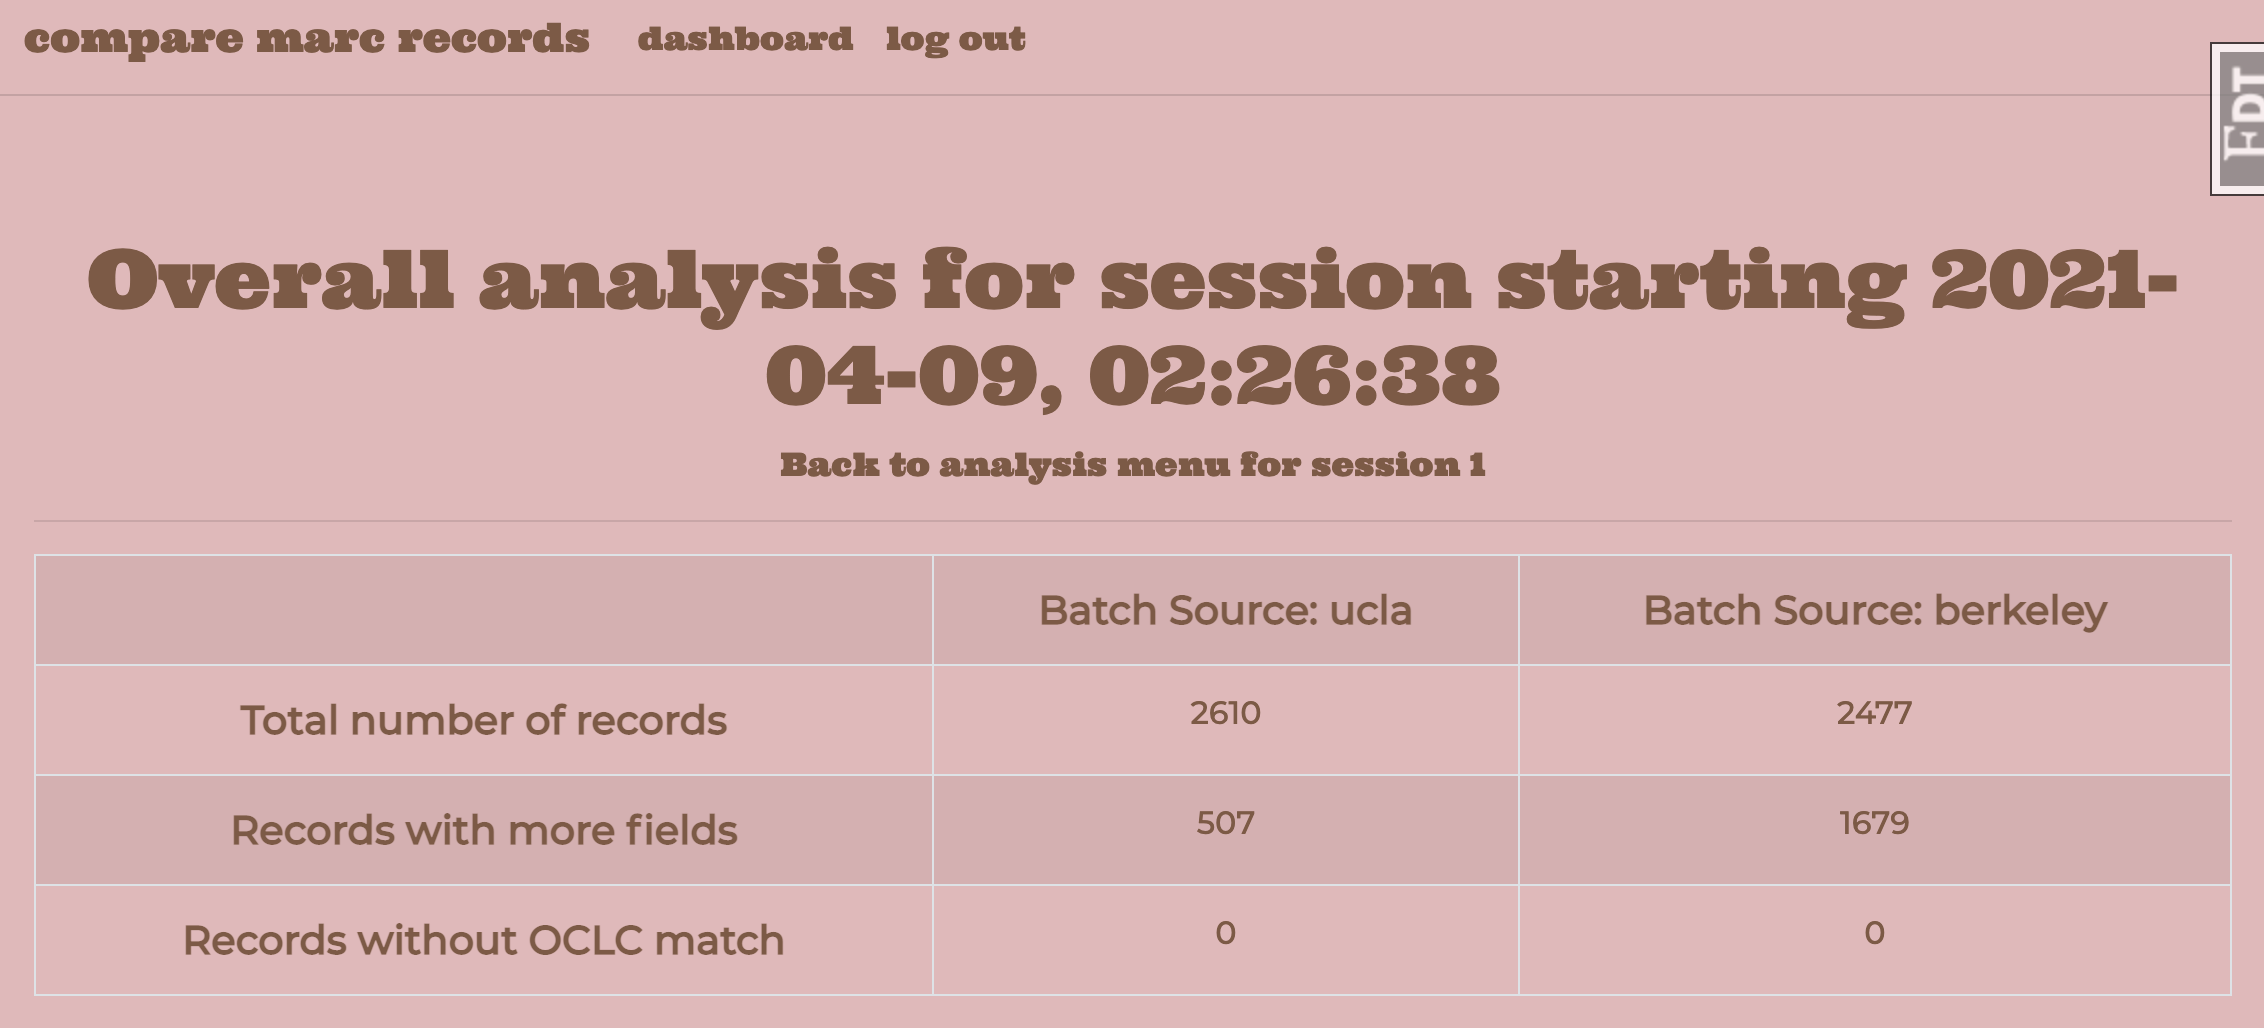 compare marc records dashboard log out
FDT
Overall analysis for session starting 2021-
04-09, 02:26:38
Back to analysis menu for session 1
Batch Source: ucla Batch Source: berkeley
Total number of records 2610 2477
Records with more fields 507 1679
Records without OCLC match 0 0